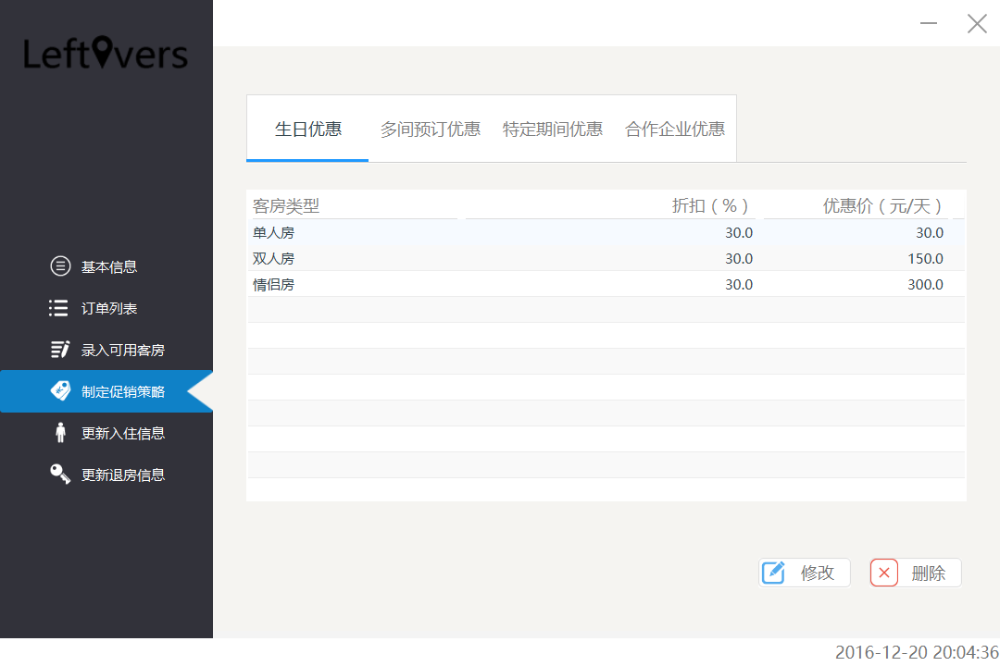 Leftovers
生日优惠 多间预订优惠 特定期间优惠 合作企业优惠
客房类型 折扣（%） 优惠价（元/天）
单人房 30.0 30.0
双人房 30.0 150.0
情侣房 30.0 300.0
基本信息
订单列表
录入可用客房
制定促销策略
更新入住信息
更新退房信息
修改 删除
2016-12-20 20:04:36